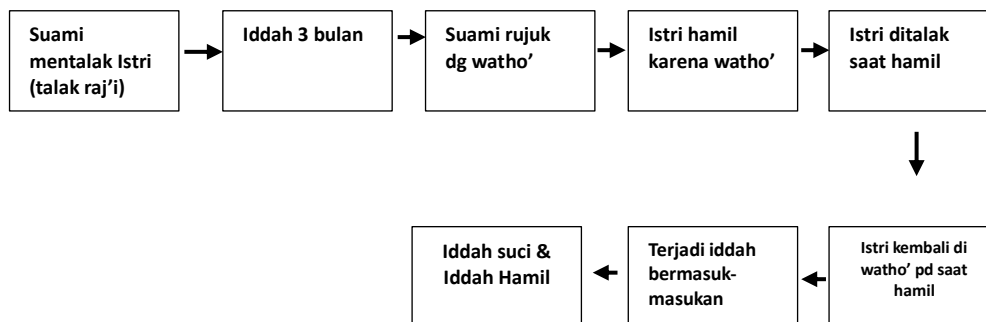 Suami
mentalak Istri
(talak raj’i)
Iddah 3 bulan
Suami rujuk
dg watho’
Istri hamil
karena watho’
Istri ditalak
saat hamil
Istri kembali di
watho’ pd saat
hamil
Terjadi iddah
bermasuk-
masukan
Iddah suci &
Iddah Hamil